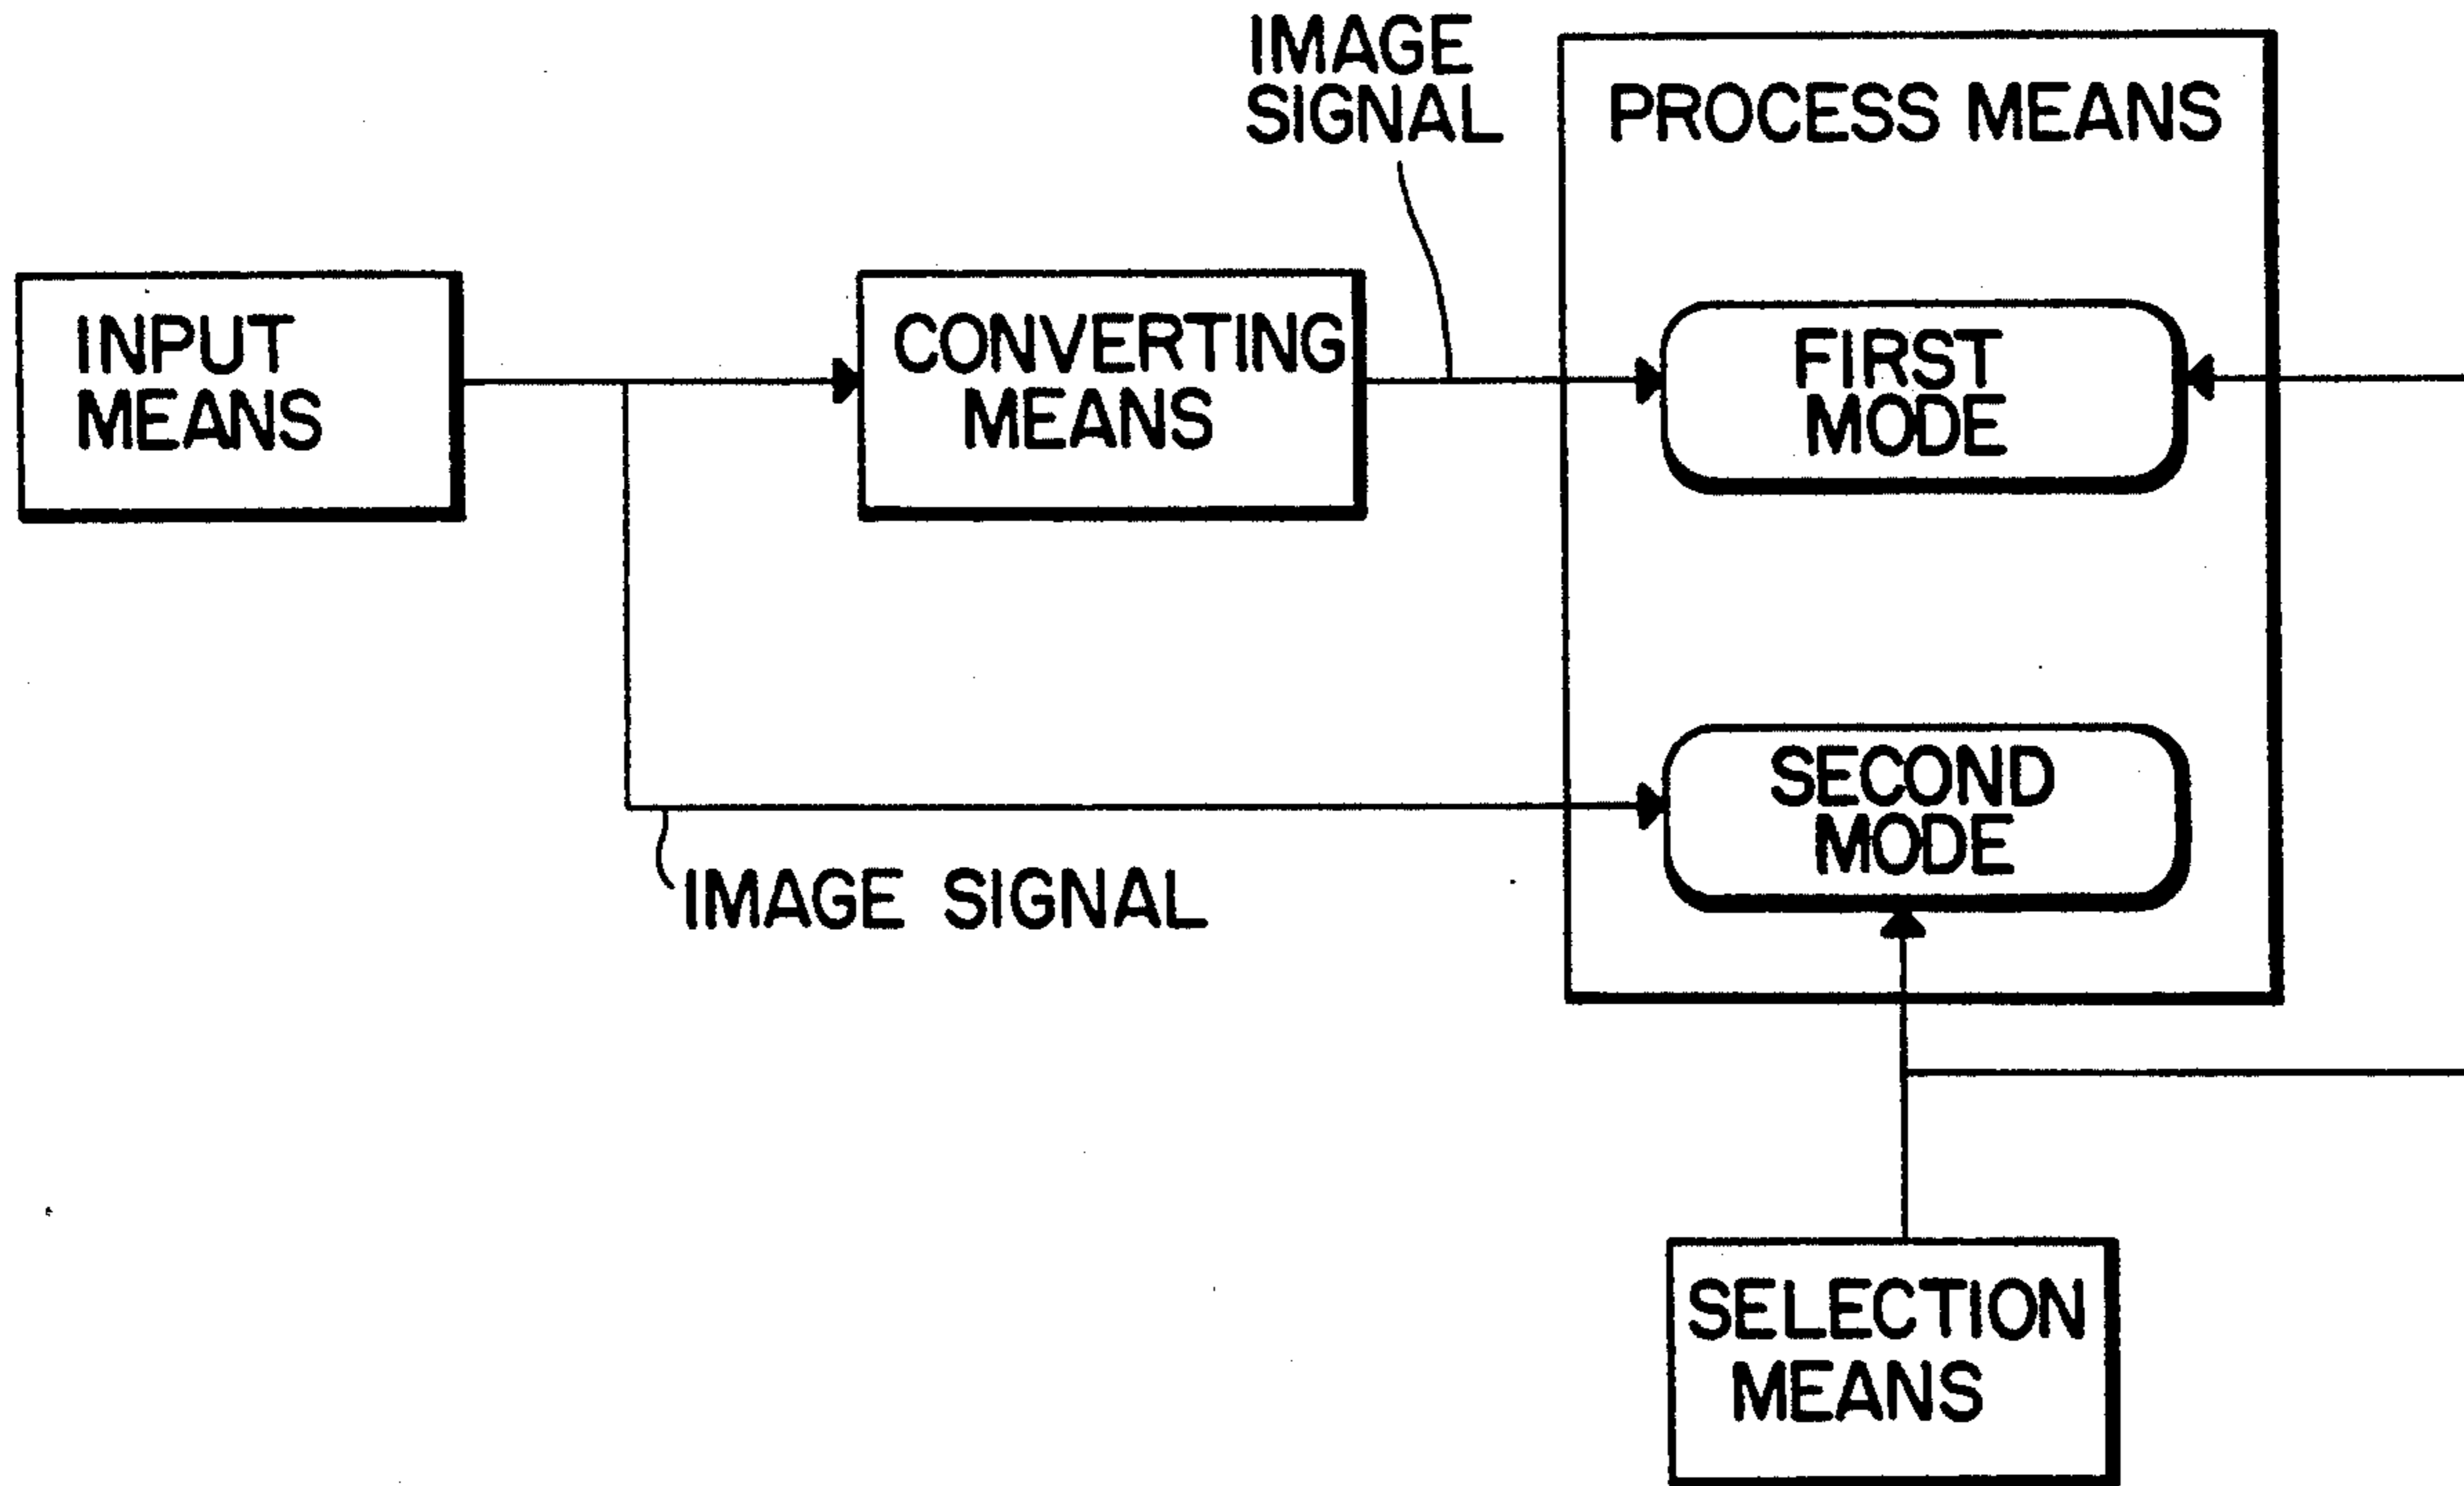 IMAGE
SIGNAL
PROCESS MEANS
INPUT
MEANS
CONVERTING
MEANS
FIRST
MODE
SECOND
MODE
IMAGE SIGNAL
SELECTION
MEANS